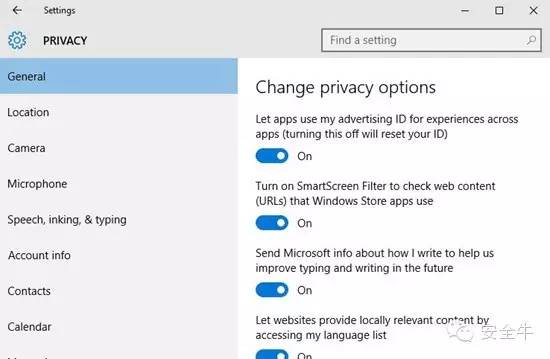 Settings
PRIVACY
Find a setting
General
Location
Camera
Microphone
Speech, inking, & typing
Account info
Contacts
Calendar
Change privacy options
Let apps use my advertising ID for experiences across
apps (turning this off will reset your ID)
On
Turn on SmartScreen Filter to check web content
(URLs) that Windows Store apps use
On
Send Microsoft info about how I write to help us
improve typing and writing in the future
On
Let websites provide locally relevant content by
accessing my language list
On
安全牛